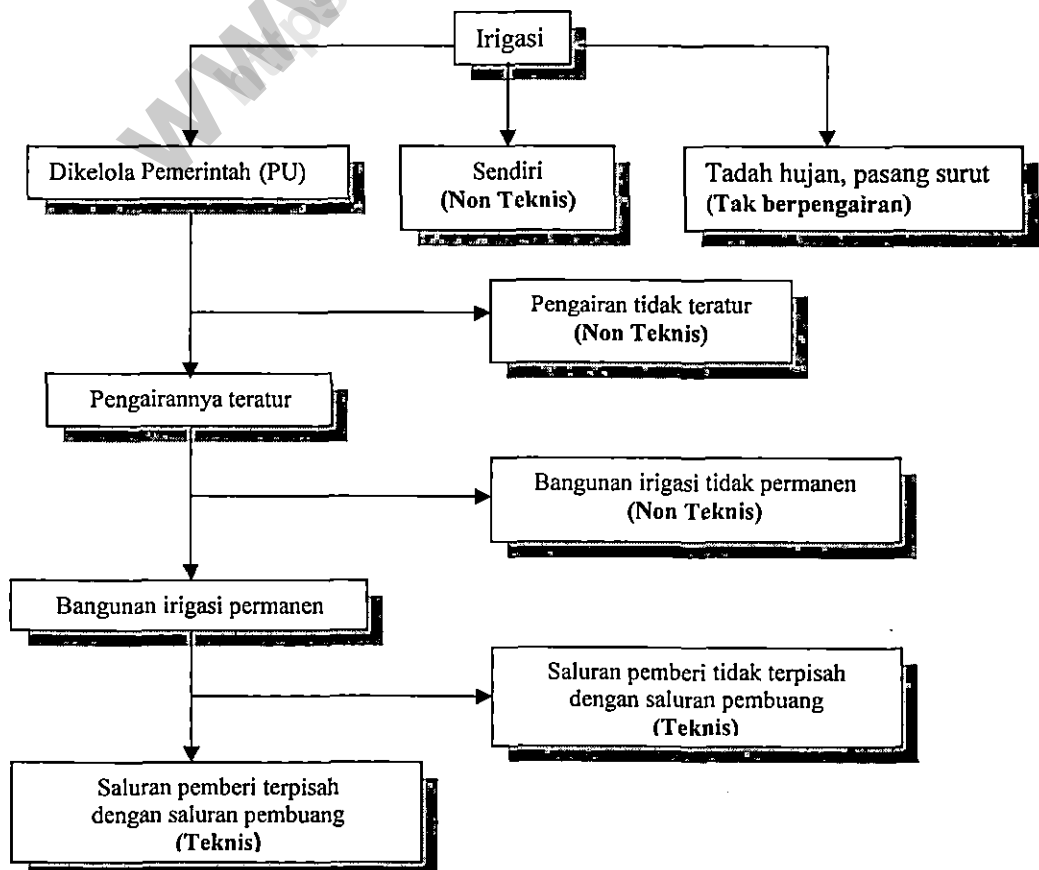 Irigasi
Dikelola Pemerintah (PU)
Sendiri
(Non Teknis)
Tadah hujan, pasang surut
(Tak berpengairan)
Pengairan tidak teratur
(Non Teknis)
Pengairannya teratur
Bangunan irigasi tidak permanen
(Non Teknis)
Bangunan irigasi permanen
Saluran pemberi tidak terpisah
dengan saluran pembuang
(Teknis)
Saluran pemberi terpisah
dengan saluran pembuang
(Teknis)